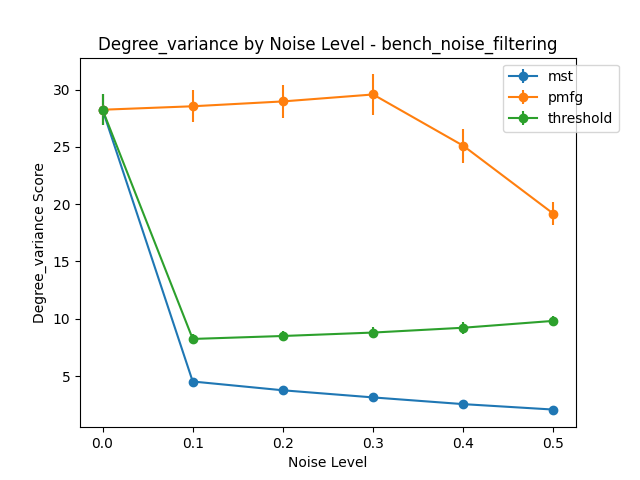 Degree_variance by Noise Level - bench_noise_filtering
mst
pmfg
threshold
30
25
20
15
10
5
Degree_variance Score
0.0 0.1 0.2 0.3 0.4 0.5
Noise Level